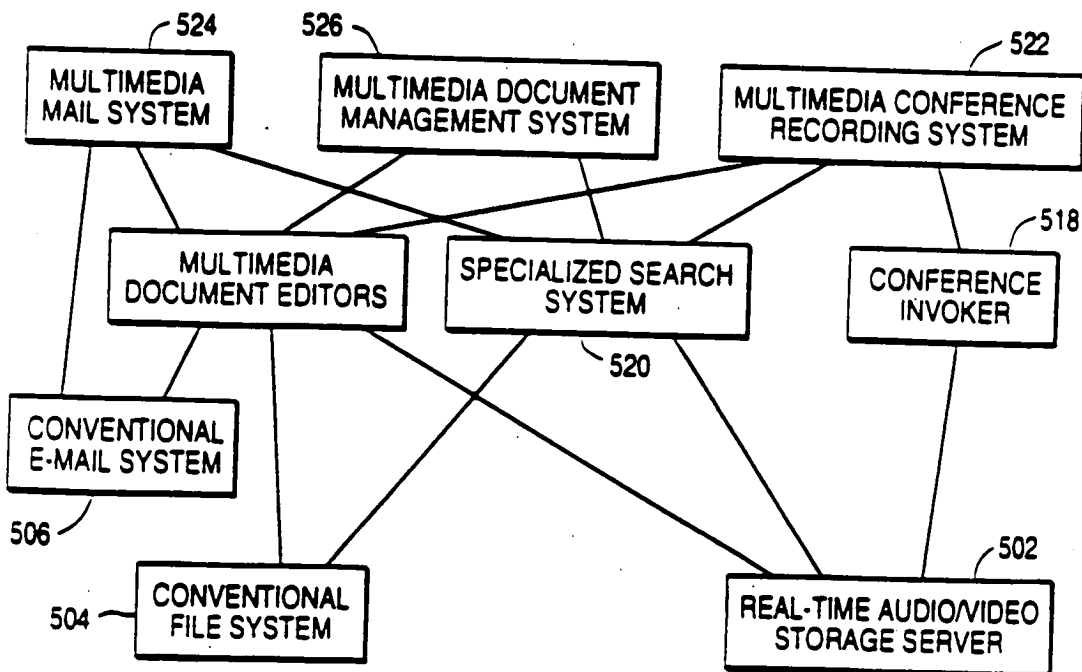 524
MULTIMEDIA
MAIL SYSTEM
526
MULTIMEDIA DOCUMENT
MANAGEMENT SYSTEM
522
MULTIMEDIA CONFERENCE
RECORDING SYSTEM
MULTIMEDIA
DOCUMENT EDITORS
SPECIALIZED SEARCH
SYSTEM
520
518
CONFERENCE
INVOKER
CONVENTIONAL
E-MAIL SYSTEM
506
504
CONVENTIONAL
FILE SYSTEM
502
REAL-TIME AUDIO/VIDEO
STORAGE SERVER